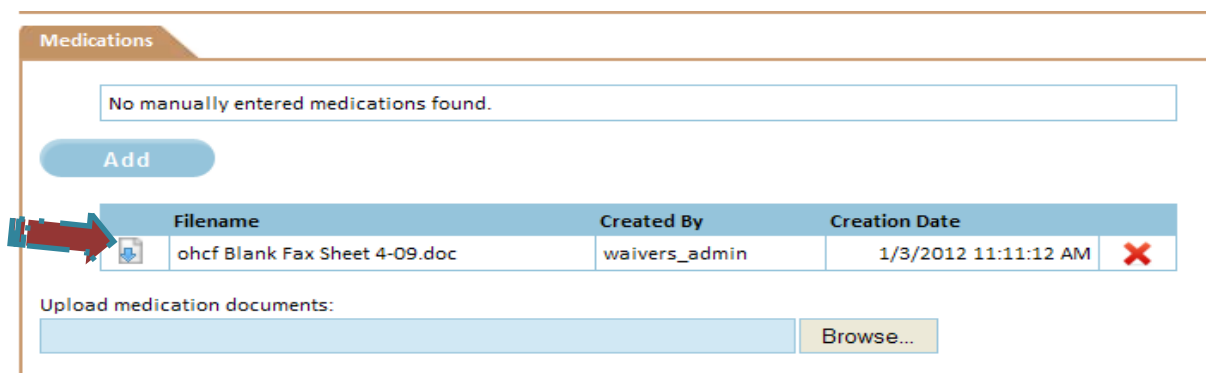 Medications
No manually entered medications found.
Add
Filename Created By Creation Date
ohcf Blank Fax Sheet 4-09.doc waivers_admin 1/3/2012 11:11:12 AM
Upload medication documents:
Browse...